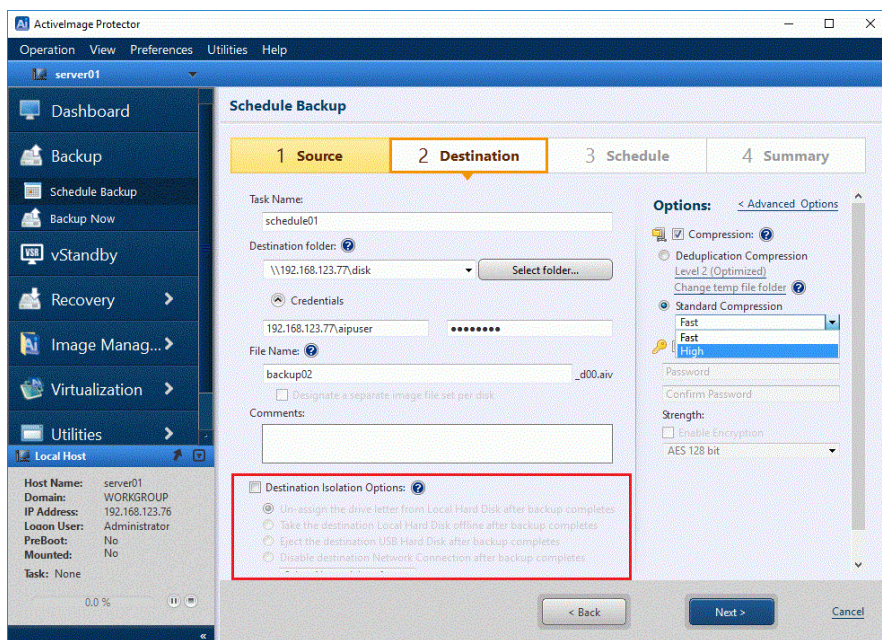 ActiveImage Protector
Operation View Preferences Utilities Help
server01
Dashboard
Backup
Schedule Backup
Backup Now
vStandby
Recovery
Image Manag...
Virtualization
Utilities
Local Host
Host Name: server01
Domain: WORKGROUP
IP Address: 192.168.123.76
Logon User: Administrator
PreBoot: No
Mounted: No
Task: None
0.0 %
Schedule Backup
1 Source
2 Destination
3 Schedule
4 Summary
Task Name:
schedule01
Destination folder:
\\192.168.123.77\disk
Select folder...
Credentials
192.168.123.77\aipuser
••••••••
File Name:
backup02
_d00.aiv
Designate a separate image file set per disk
Comments:
Destination Isolation Options:
Un-assign the drive letter from Local Hard Disk after backup completes
Take the destination Local Hard Disk offline after backup completes
Eject the destination USB Hard Disk after backup completes
Disable destination Network Connection after backup completes
Options: < Advanced Options
Compression:
Deduplication Compression
Level 2 (Optimized)
Change temp file folder
Standard Compression
Fast
Fast
High
Password
Confirm Password
Strength:
Enable Encryption
AES 128 bit
< Back
Next >
Cancel